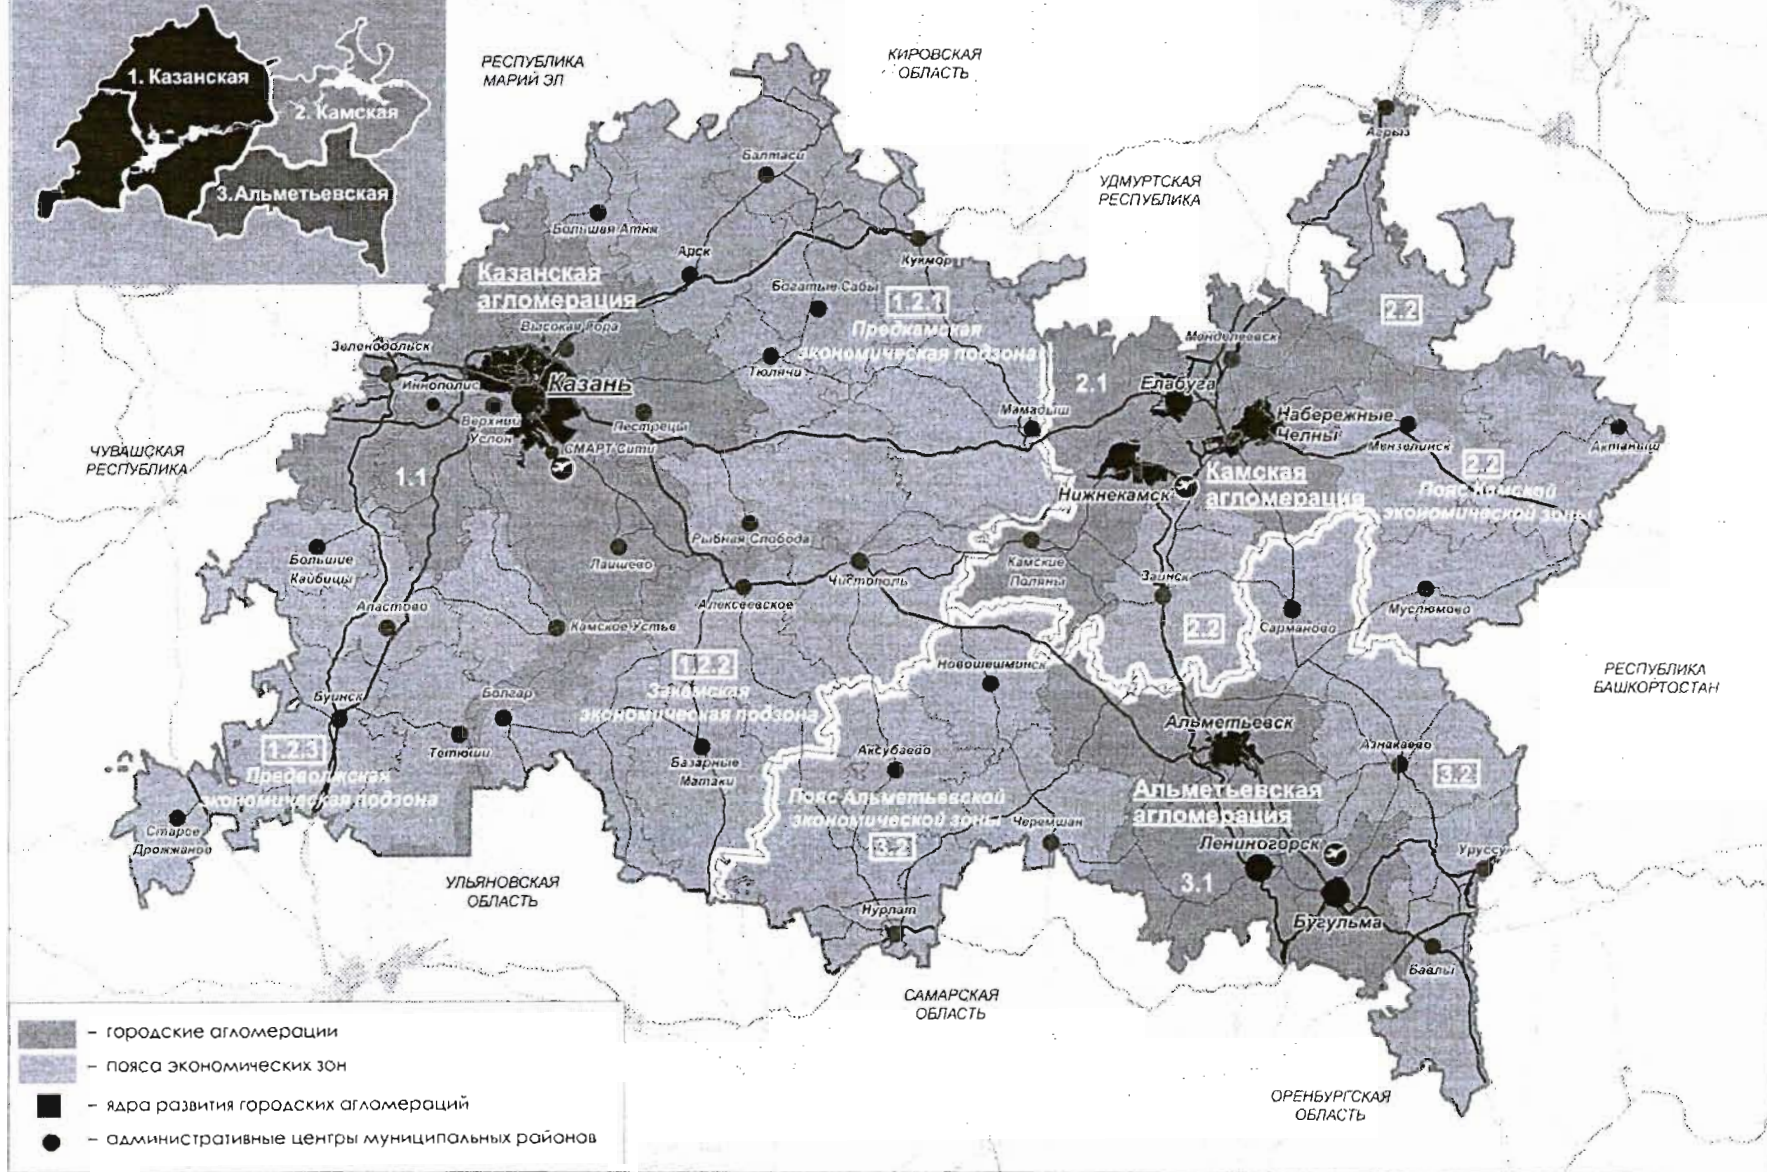 1. Казанская
2. Камская
3.Альметьевская
РЕСПУБЛИКА
МАРИЙ ЭЛ
КИРОВСКАЯ
ОБЛАСТЬ
УДМУРТСКАЯ
РЕСПУБЛИКА
Агрыз
Балтаси
Большая Атня
Арск
Кукмор
Казанская
агломерация
Богатые Сабы
1.2.1
Предкамская
экономическая подзона
2.2
Высокая Гора
Менделеевск
Зеленодольск
Тюлячи
Иннополис
Казань
2.1
Елабуга
Набережные
Челны
Мамадыш
Верхний
Услон
Пестрецы
Мензелинск
Актаныш
СМАРТ Сити
ЧУВАШСКАЯ
РЕСПУБЛИКА
1.1
Камская
агломерация
Нижнекамск
2.2
Пояс Камской
экономической зоны
Рыбная Слобода
Большие
Кайбицы
Лаишево
Чистополь
Камские
Поляны
Заинск
Апастово
Алексеевское
Муслюмово
Камское Устье
2.2
Сарманово
1.2.2
Закамская
экономическая подзона
Новошешминск
РЕСПУБЛИКА
БАШКОРТОСТАН
Буинск
Болгар
Тетюши
Альметьевск
1.2.3
Предволжская
экономическая подзона
Базарные
Матаки
Аксубаево
Азнакаево
3.2
Пояс Альметьевской
экономической зоны
3.2
Альметьевская
агломерация
Черемшан
Старое
Дрожжаное
Лениногорск
Уруссу
3.1
УЛЬЯНОВСКАЯ
ОБЛАСТЬ
Нурлат
Бугульма
Бавлы
САМАРСКАЯ
ОБЛАСТЬ
ОРЕНБУРГСКАЯ
ОБЛАСТЬ
– городские агломерации
– пояса экономических зон
– ядра развития городских агломераций
– административные центры муниципальных районов